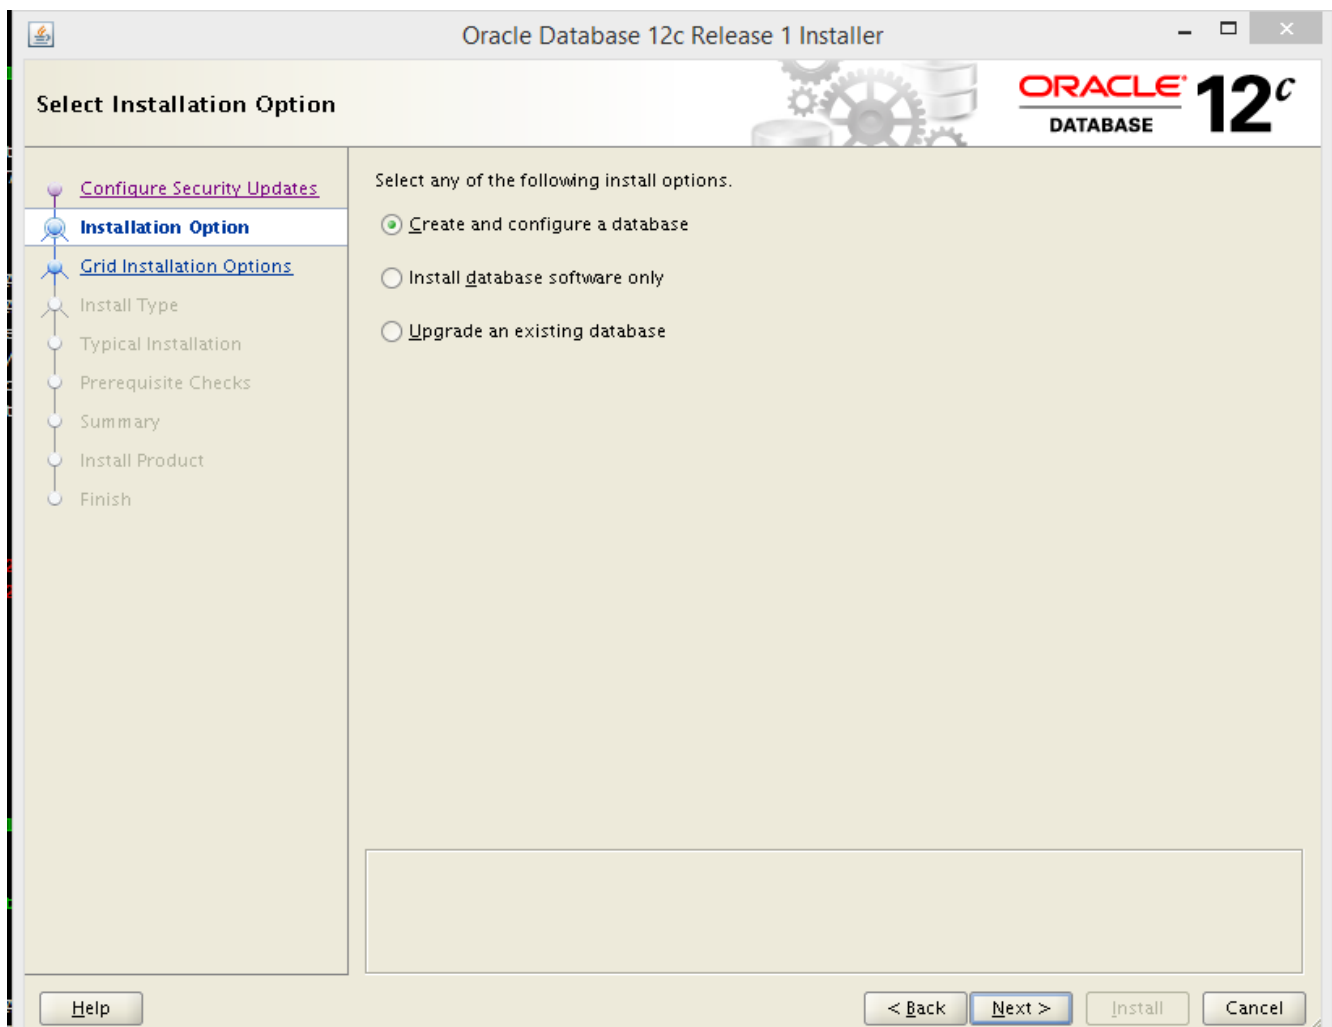 Oracle Database 12c Release 1 Installer
Select Installation Option
ORACLE
DATABASE
12c
Configure Security Updates
Installation Option
Grid Installation Options
Install Type
Typical Installation
Prerequisite Checks
Summary
Install Product
Finish
Select any of the following install options.
Create and configure a database
Install database software only
Upgrade an existing database
Help
< Back
Next >
Install
Cancel